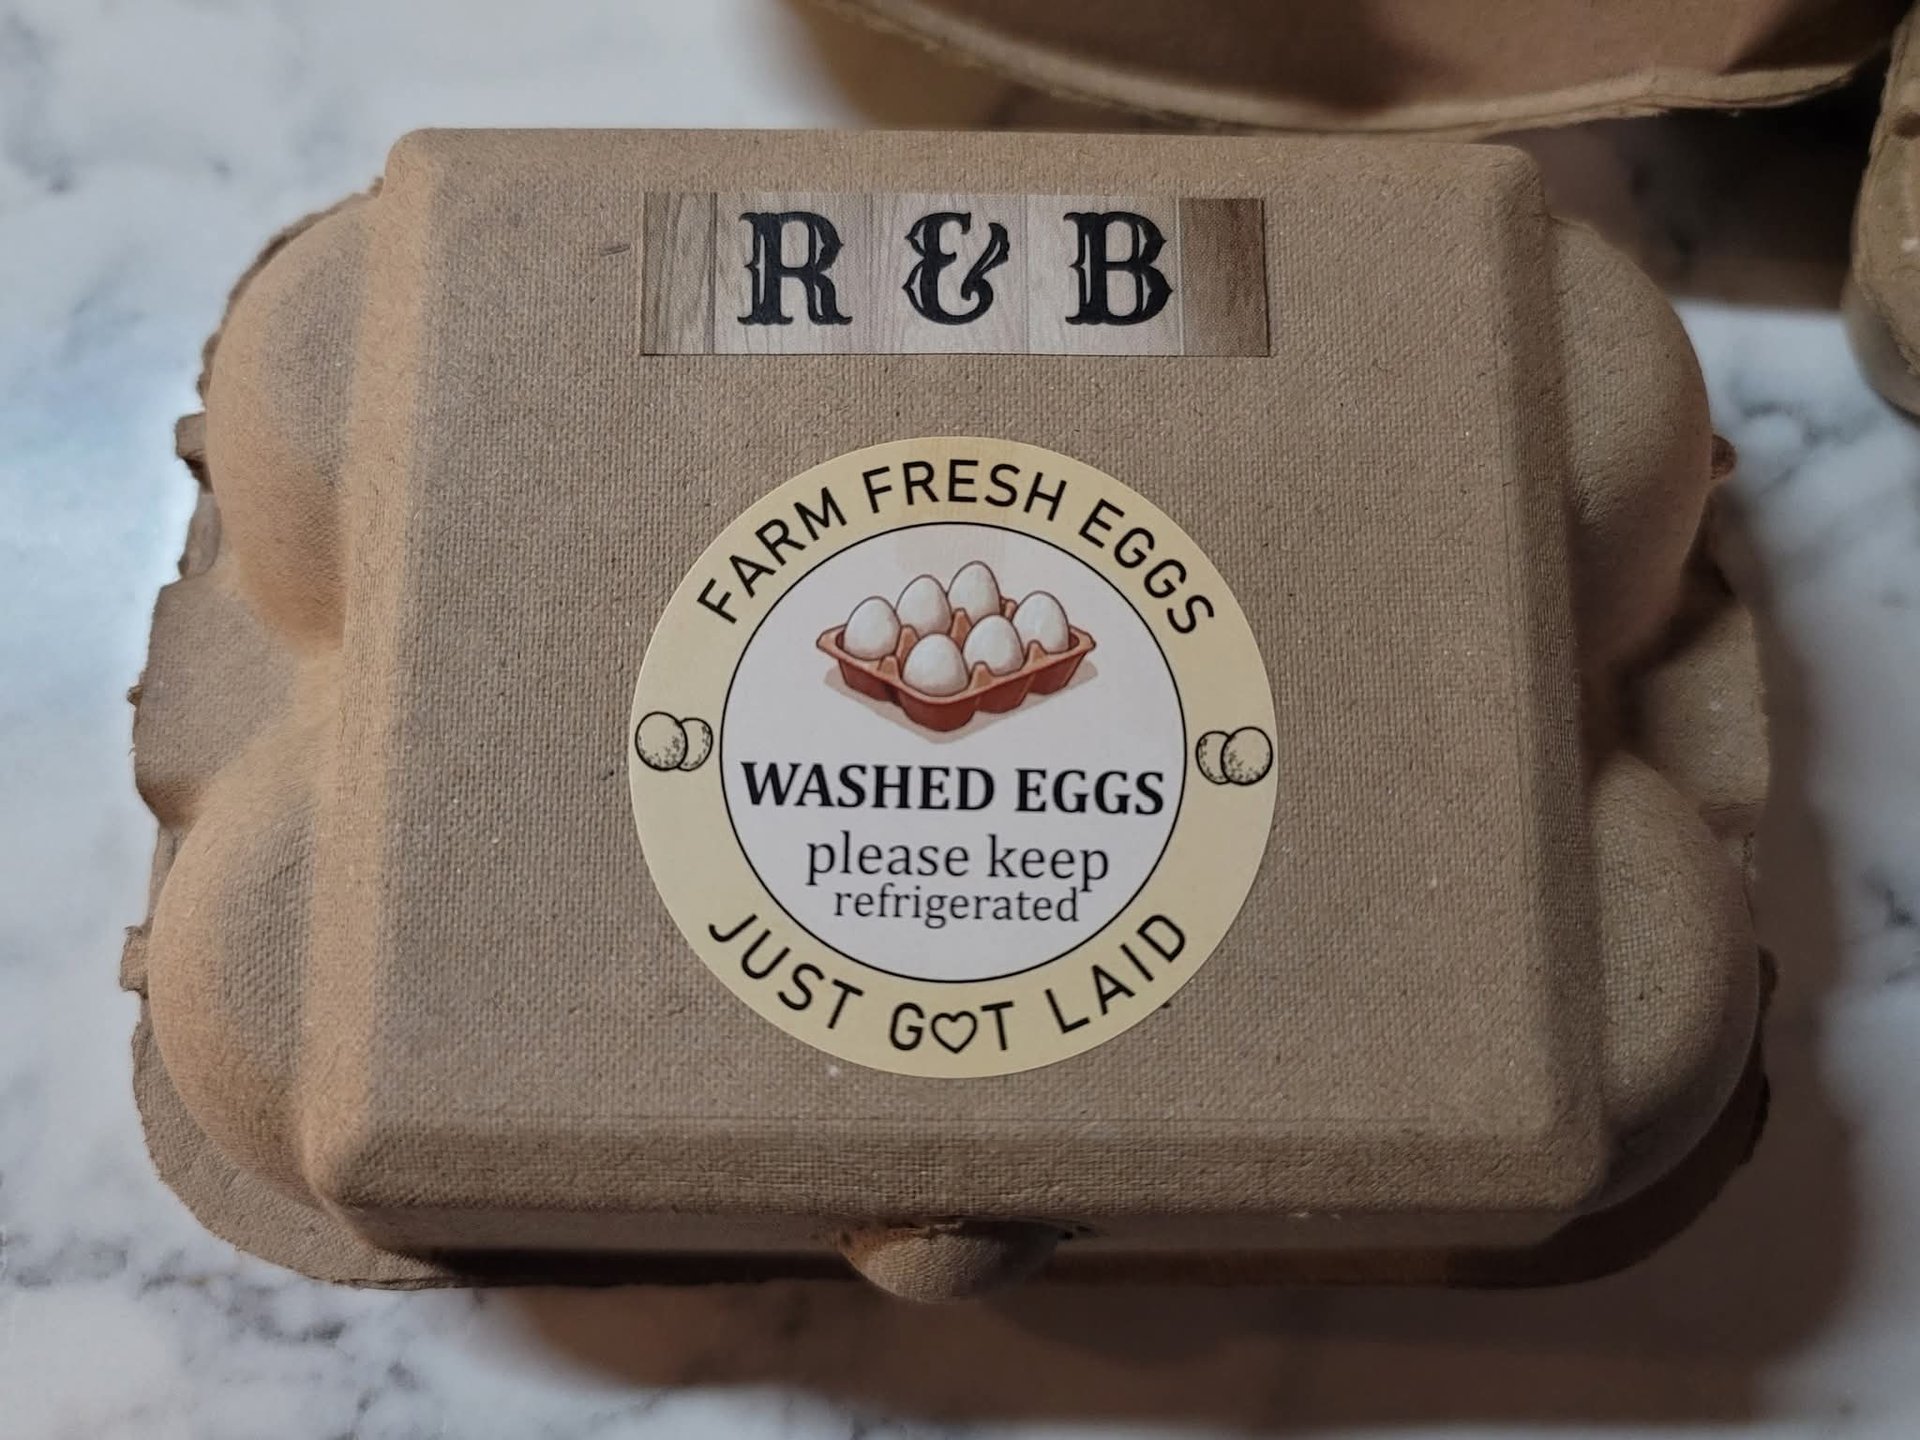 R & B
FARM FRESH EGGS
WASHED EGGS
please keep
refrigerated
JUST G♡T LAID